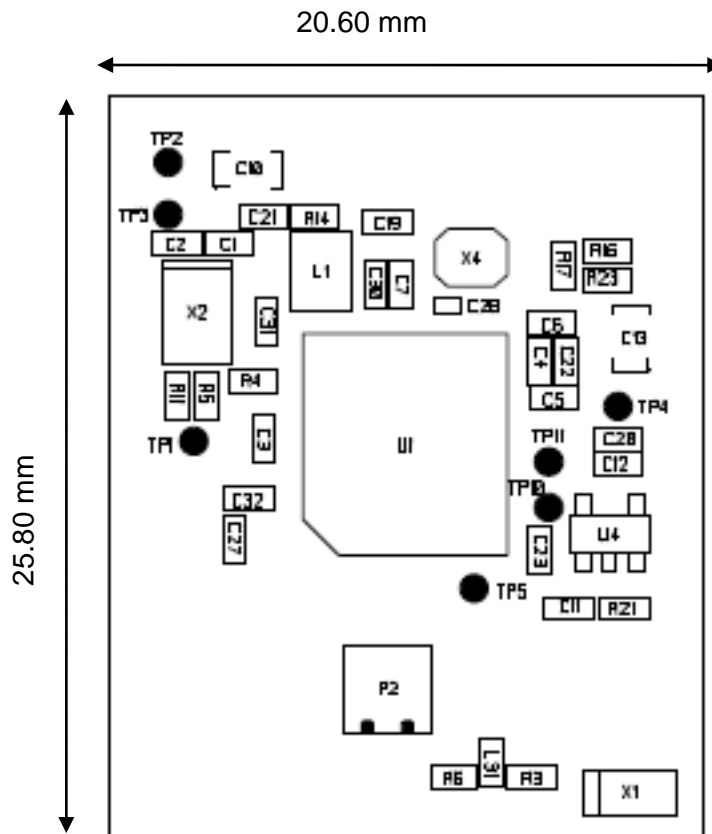 20.60 mm
25.80 mm
TP2
C10
TP3
C21
R14
C19
C2
C1
X4
R17
R16
R23
L1
C30
C7
X2
C31
C28
C6
C13
C4
C22
R11
R5
R4
C5
TP4
TP1
C3
U1
TP11
C28
C12
TP10
C32
C27
C23
U4
TP5
C11
R21
P2
R6
L31
R3
X1